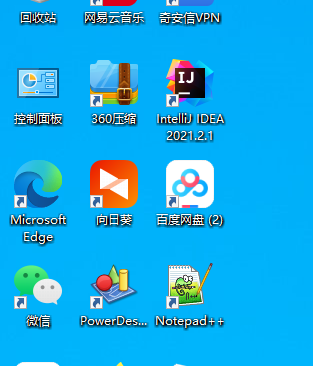 回收站 网易云音乐 奇安信VPN
IJ
控制面板 360压缩 IntelliJ IDEA
2021.2.1
Microsoft 向日葵 百度网盘 (2)
Edge
微信 PowerDes... Notepad++